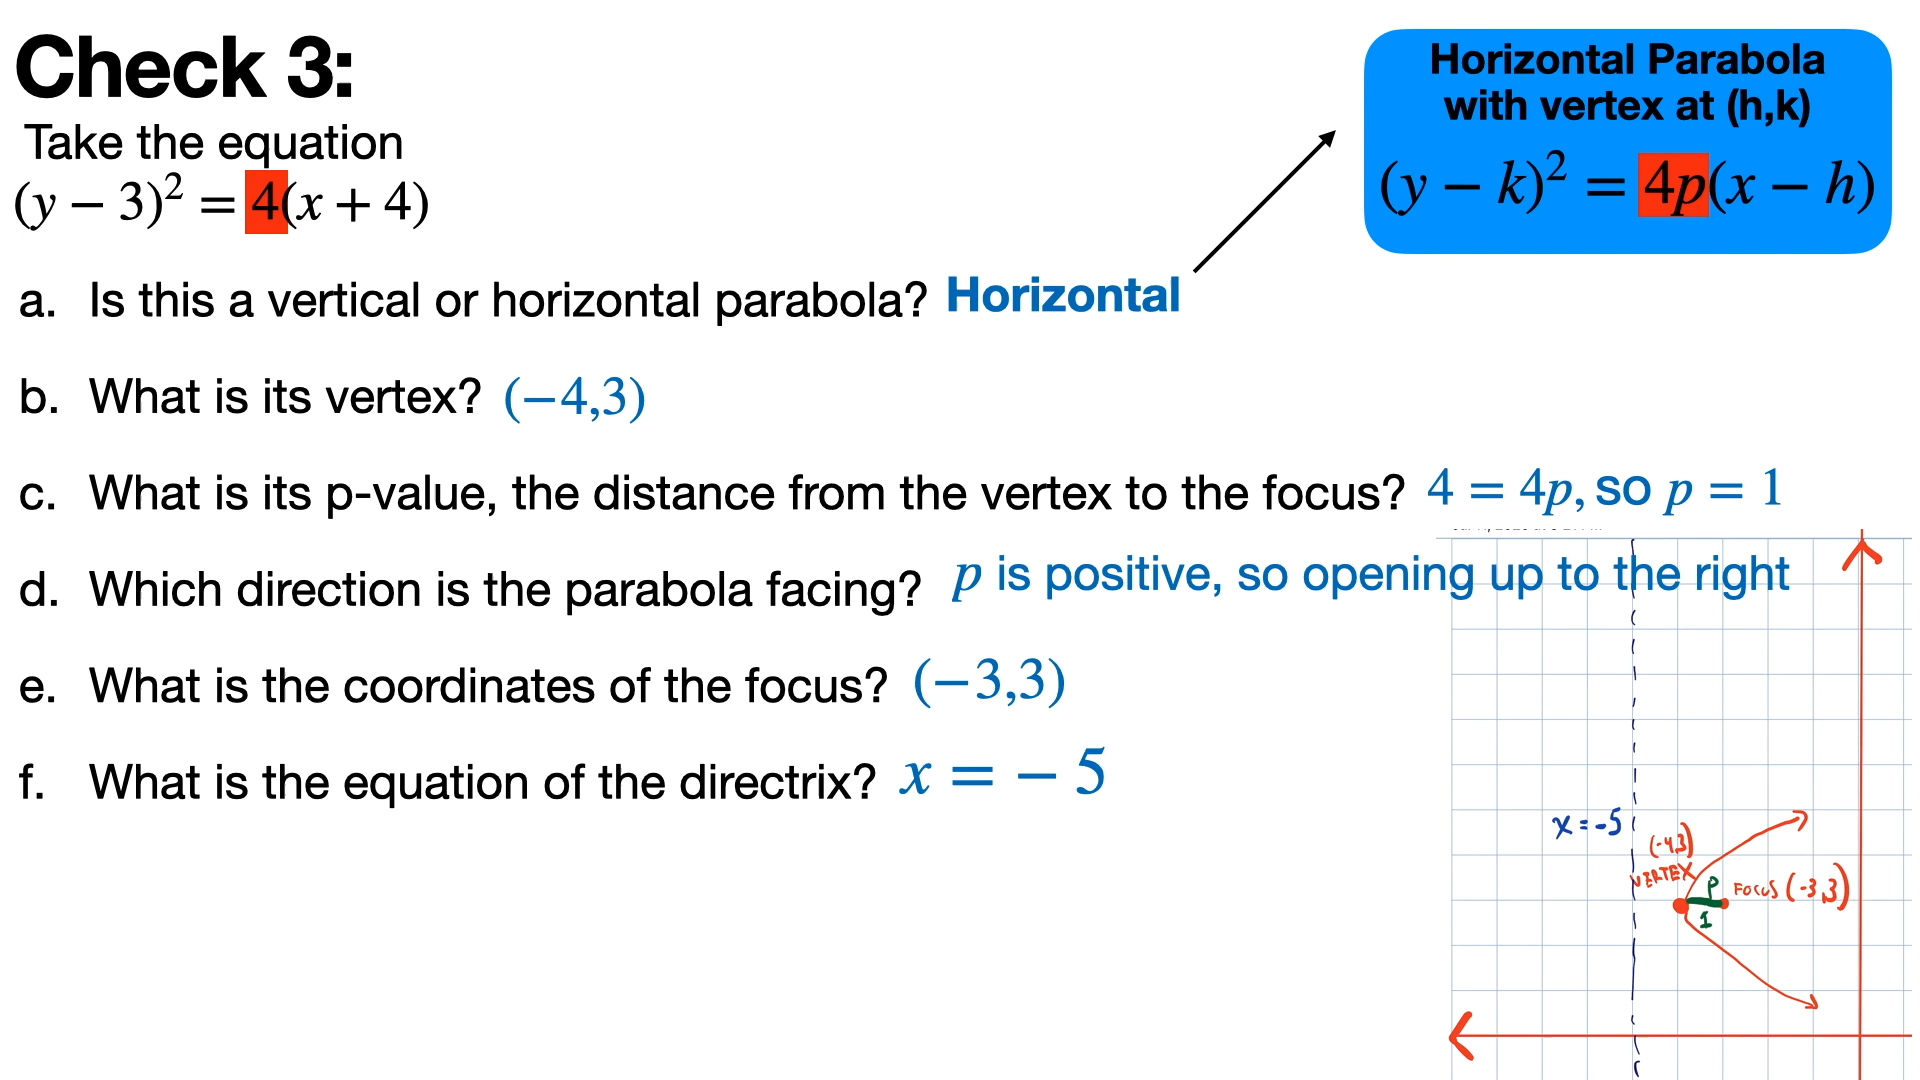 Check 3:
Take the equation
(y − 3)² = 4(x + 4)
Horizontal Parabola
with vertex at (h,k)
(y − k)² = 4p(x − h)
a. Is this a vertical or horizontal parabola? Horizontal
b. What is its vertex? (−4,3)
c. What is its p-value, the distance from the vertex to the focus? 4 = 4p, so p = 1
d. Which direction is the parabola facing? p is positive, so opening up to the right
e. What is the coordinates of the focus? (−3,3)
f. What is the equation of the directrix? x = − 5
x = -5
(-4,3)
VERTEX
P
FOCUS (-3,3)
1